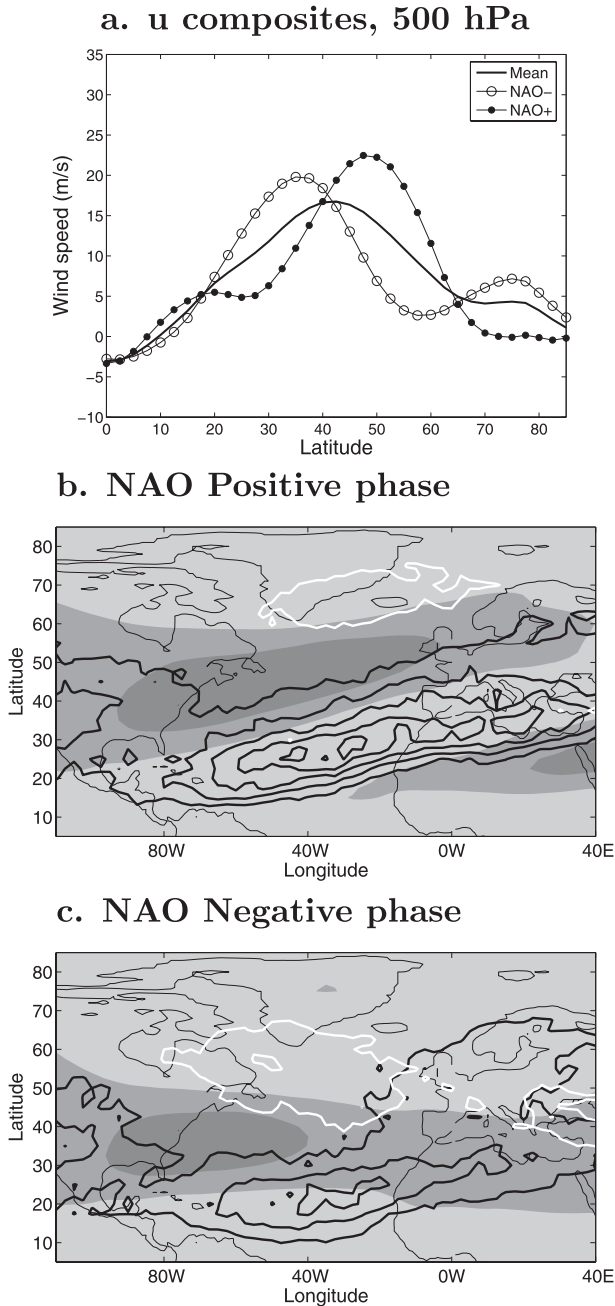 a. u composites, 500 hPa
35
30
25
20
15
10
5
0
−5
−10
Wind speed (m/s)
Mean
NAO−
NAO+
0 10 20 30 40 50 60 70 80
Latitude
b. NAO Positive phase
80
70
60
50
40
30
20
10
Latitude
80W 40W 0W 40E
Longitude
c. NAO Negative phase
80
70
60
50
40
30
20
10
Latitude
80W 40W 0W 40E
Longitude